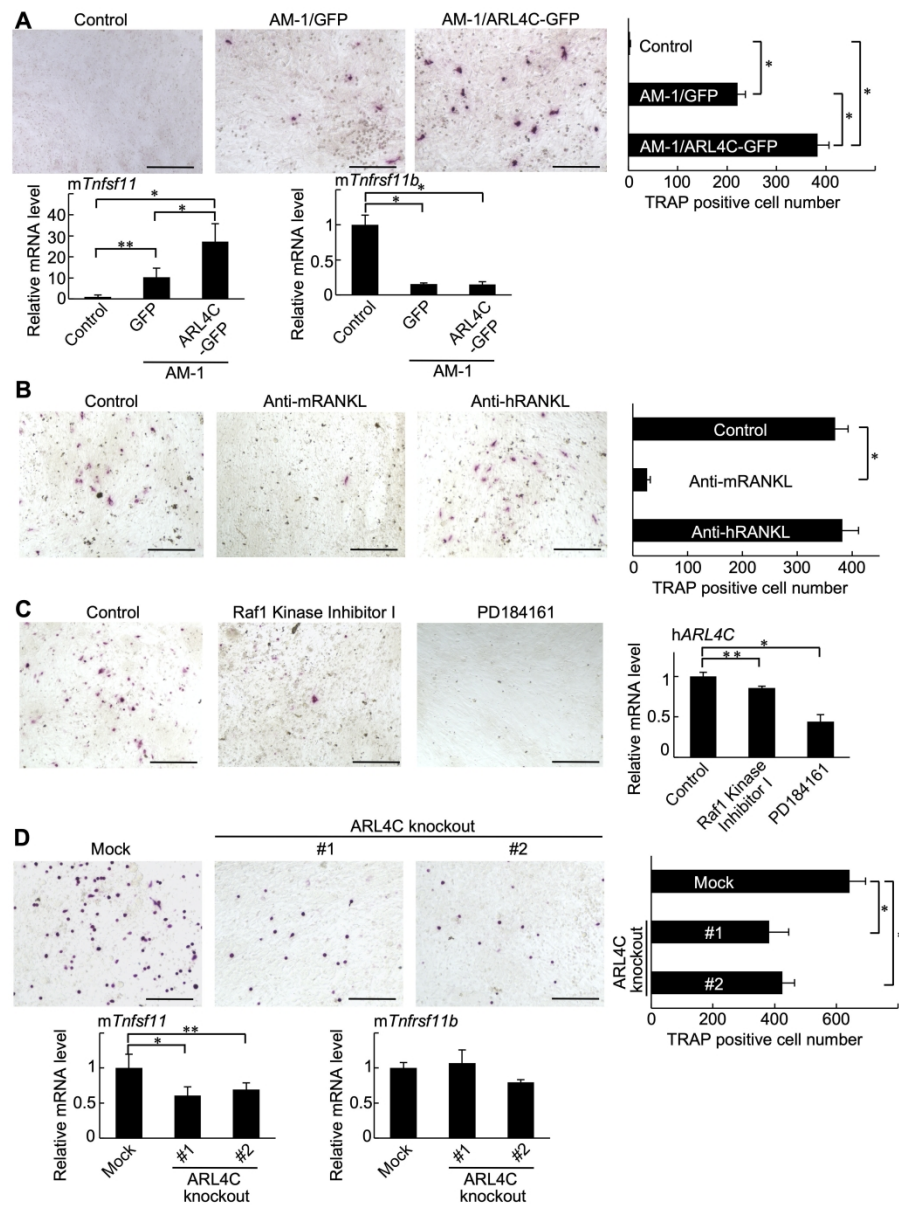 A
Control AM-1/GFP AM-1/ARL4C-GFP
Control
AM-1/GFP
AM-1/ARL4C-GFP
*
*
*
0 100 200 300 400
TRAP positive cell number
mTnfsf11
Relative mRNA level
40
30
20
10
0
*
*
**
Control
GFP
ARL4C
-GFP
AM-1
mTnfrsf11b
Relative mRNA level
1
0.5
0
*
*
Control
GFP
ARL4C
-GFP
AM-1
B
Control Anti-mRANKL Anti-hRANKL
Control
Anti-mRANKL
Anti-hRANKL
*
0 100 200 300 400
TRAP positive cell number
C
Control Raf1 Kinase Inhibitor I PD184161
hARL4C
Relative mRNA level
1
0.5
0
*
**
Control
Raf1 Kinase
Inhibitor I
PD184161
D
ARL4C knockout
Mock #1 #2
Mock
#1
#2
ARL4C
knockout
*
0 200 400 600
TRAP positive cell number
mTnfsf11
Relative mRNA level
1
0.5
0
**
*
Mock
#1
#2
ARL4C
knockout
mTnfrsf11b
Relative mRNA level
1
0.5
0
Mock
#1
#2
ARL4C
knockout